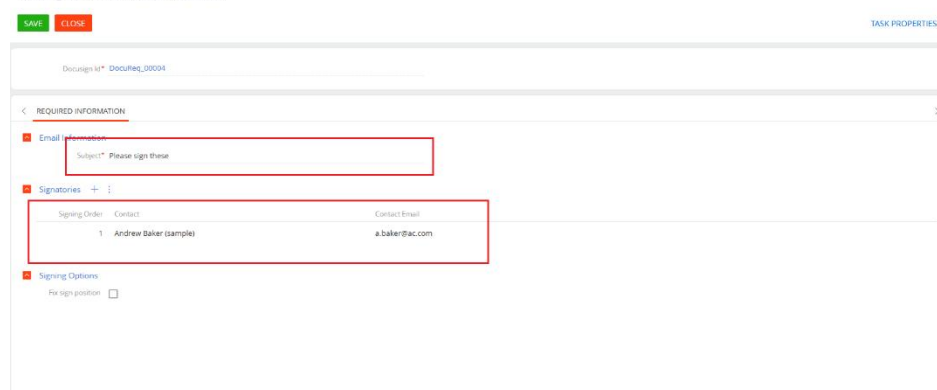 SAVE CLOSE TASK PROPERTIES
Docusign Id* DocuReq_00004
REQUIRED INFORMATION
Email Information
Subject* Please sign these
Signatories
Signing Order Contact Contact Email
1 Andrew Baker (sample) a.baker@ac.com
Signing Options
Fix sign position